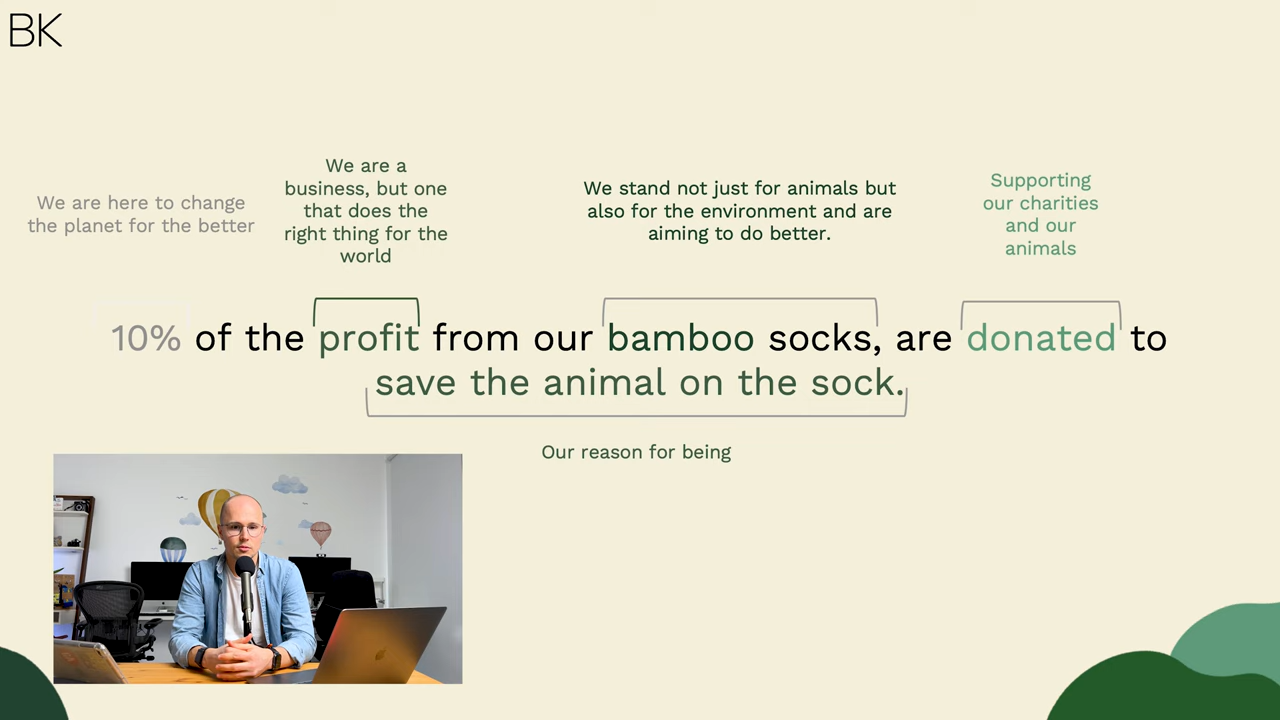 BK
We are here to change
the planet for the better
We are a
business, but one
that does the
right thing for the
world
We stand not just for animals but
also for the environment and are
aiming to do better.
Supporting
our charities
and our
animals
10% of the profit from our bamboo socks, are donated to
save the animal on the sock.
Our reason for being